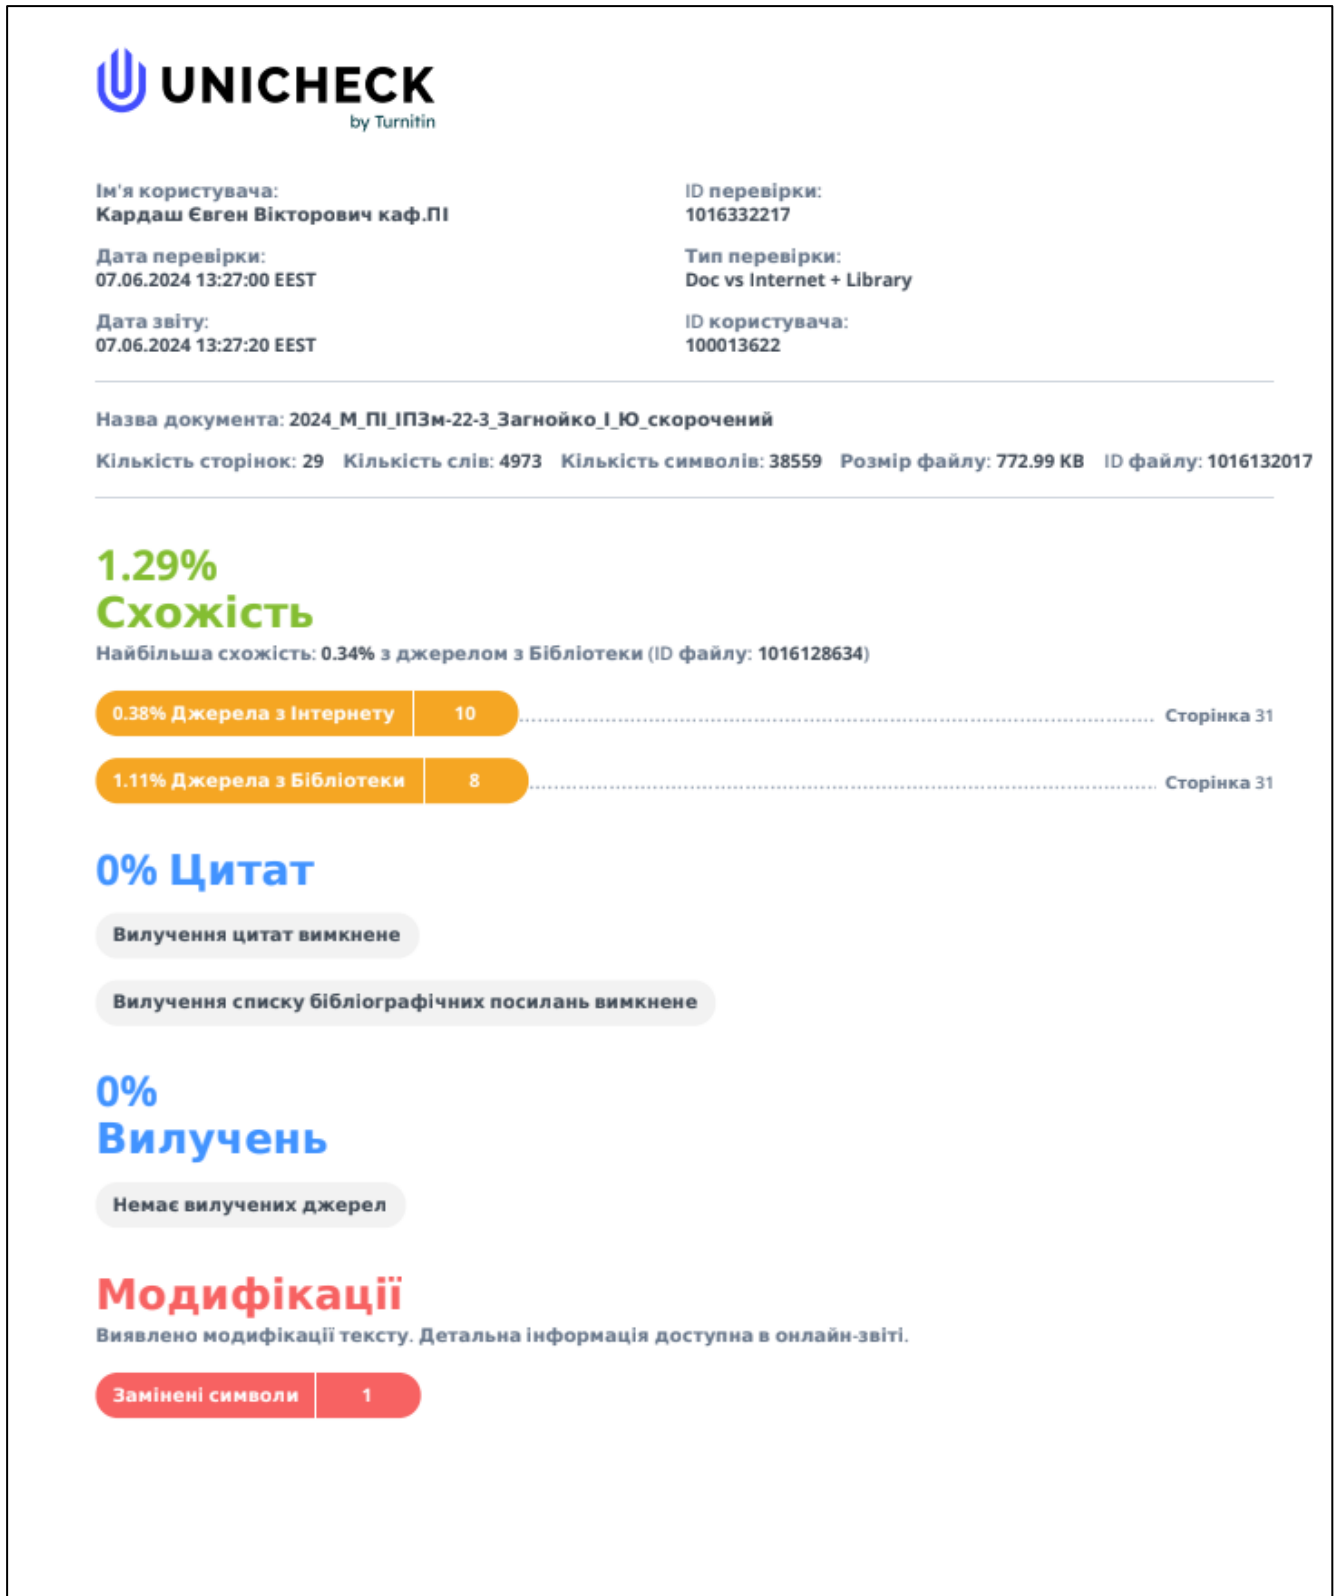 UNICHECK
by Turnitin
Ім'я користувача:
Кардаш Євген Вікторович каф.ПІ
ID перевірки:
1016332217
Дата перевірки:
07.06.2024 13:27:00 EEST
Тип перевірки:
Doc vs Internet + Library
Дата звіту:
07.06.2024 13:27:20 EEST
ID користувача:
100013622
Назва документа: 2024_М_ПІ_ІПЗм-22-3_Загнойко_І_Ю_скорочений
Кількість сторінок: 29 Кількість слів: 4973 Кількість символів: 38559 Розмір файлу: 772.99 KB ID файлу: 1016132017
1.29%
Схожість
Найбільша схожість: 0.34% з джерелом з Бібліотеки (ID файлу: 1016128634)
0.38% Джерела з Інтернету 10 Сторінка 31
1.11% Джерела з Бібліотеки 8 Сторінка 31
0% Цитат
Вилучення цитат вимкнене
Вилучення списку бібліографічних посилань вимкнене
0%
Вилучень
Немає вилучених джерел
Модифікації
Виявлено модифікації тексту. Детальна інформація доступна в онлайн-звіті.
Замінені символи 1